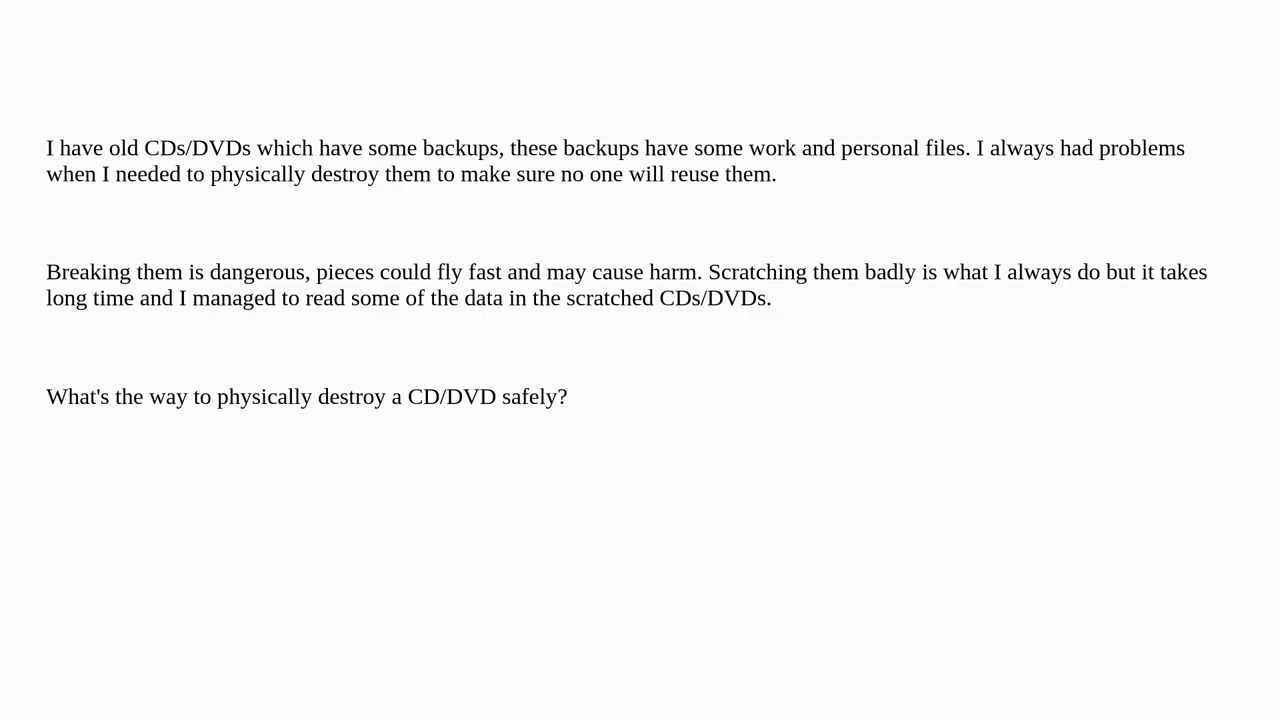 I have old CDs/DVDs which have some backups, these backups have some work and personal files. I always had problems
when I needed to physically destroy them to make sure no one will reuse them.
Breaking them is dangerous, pieces could fly fast and may cause harm. Scratching them badly is what I always do but it takes
long time and I managed to read some of the data in the scratched CDs/DVDs.
What's the way to physically destroy a CD/DVD safely?